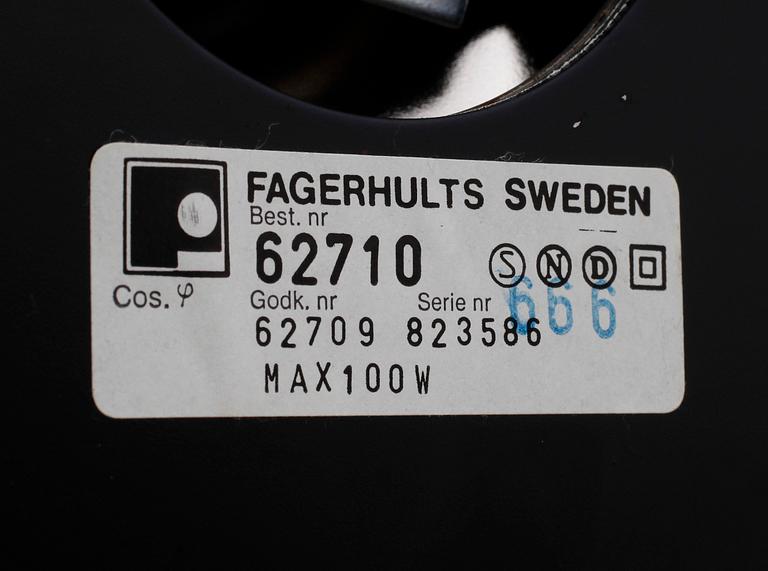 FAGERHULTS SWEDEN
Best. nr
62710 S N D
Cos. φ Godk. nr Serie nr 666
62709 823586
MAX100W